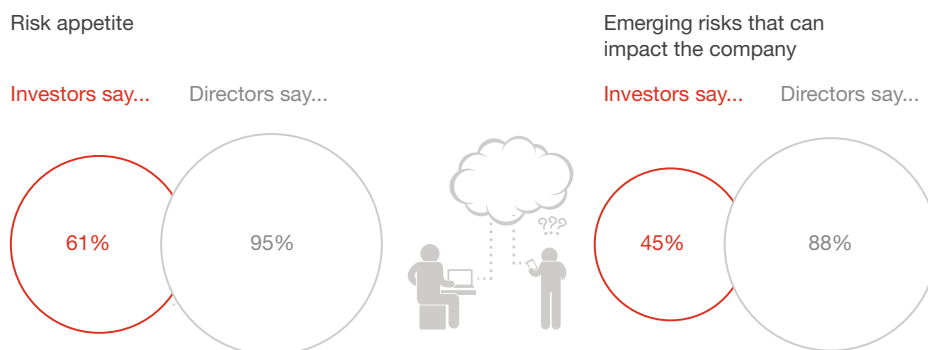 Risk appetite
Investors say...
Directors say...
61%
95%
???
Emerging risks that can
impact the company
Investors say...
Directors say...
45%
88%